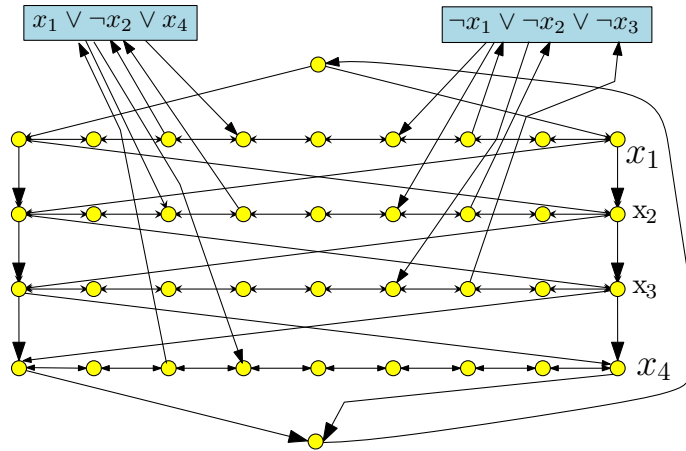 x₁ ∨ ¬x₂ ∨ x₄
¬x₁ ∨ ¬x₂ ∨ ¬x₃
x₁
x₂
x₃
x₄